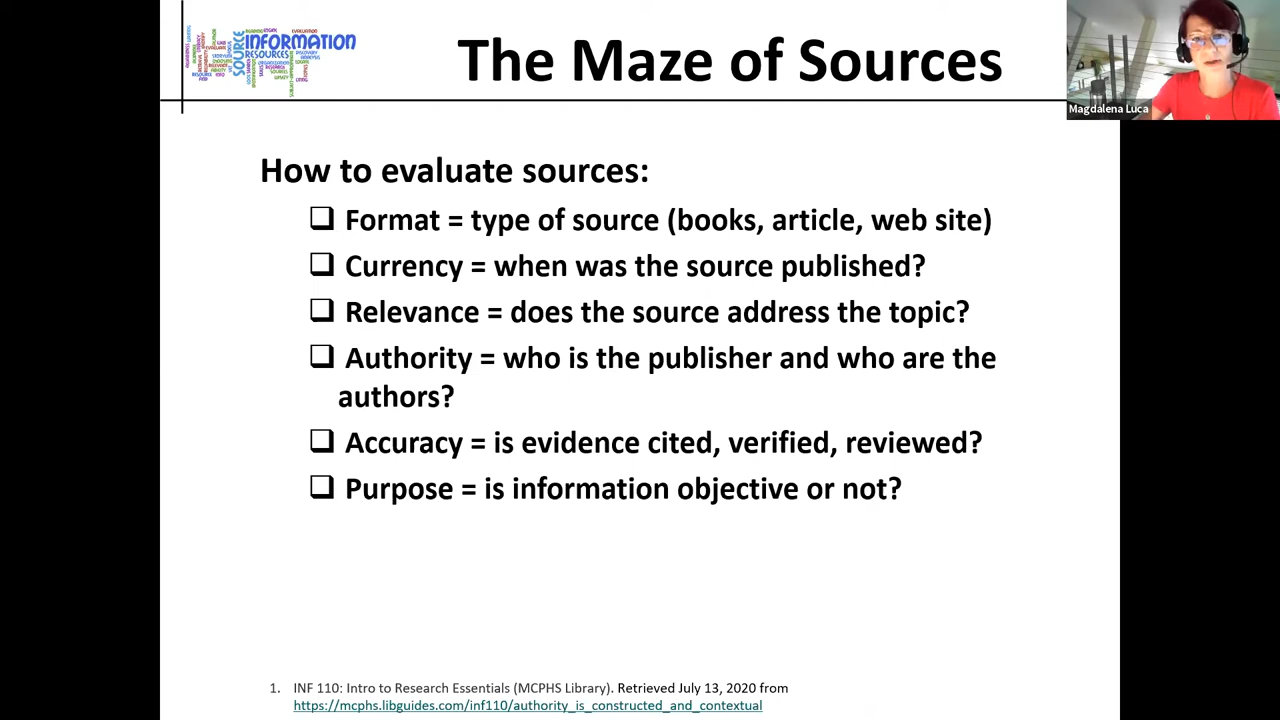 INFORMATION
SOURCE
RESOURCES
The Maze of Sources
Magdalena Luca
How to evaluate sources:
❑ Format = type of source (books, article, web site)
❑ Currency = when was the source published?
❑ Relevance = does the source address the topic?
❑ Authority = who is the publisher and who are the
authors?
❑ Accuracy = is evidence cited, verified, reviewed?
❑ Purpose = is information objective or not?
1. INF 110: Intro to Research Essentials (MCPHS Library). Retrieved July 13, 2020 from
https://mcphs.libguides.com/inf110/authority_is_constructed_and_contextual